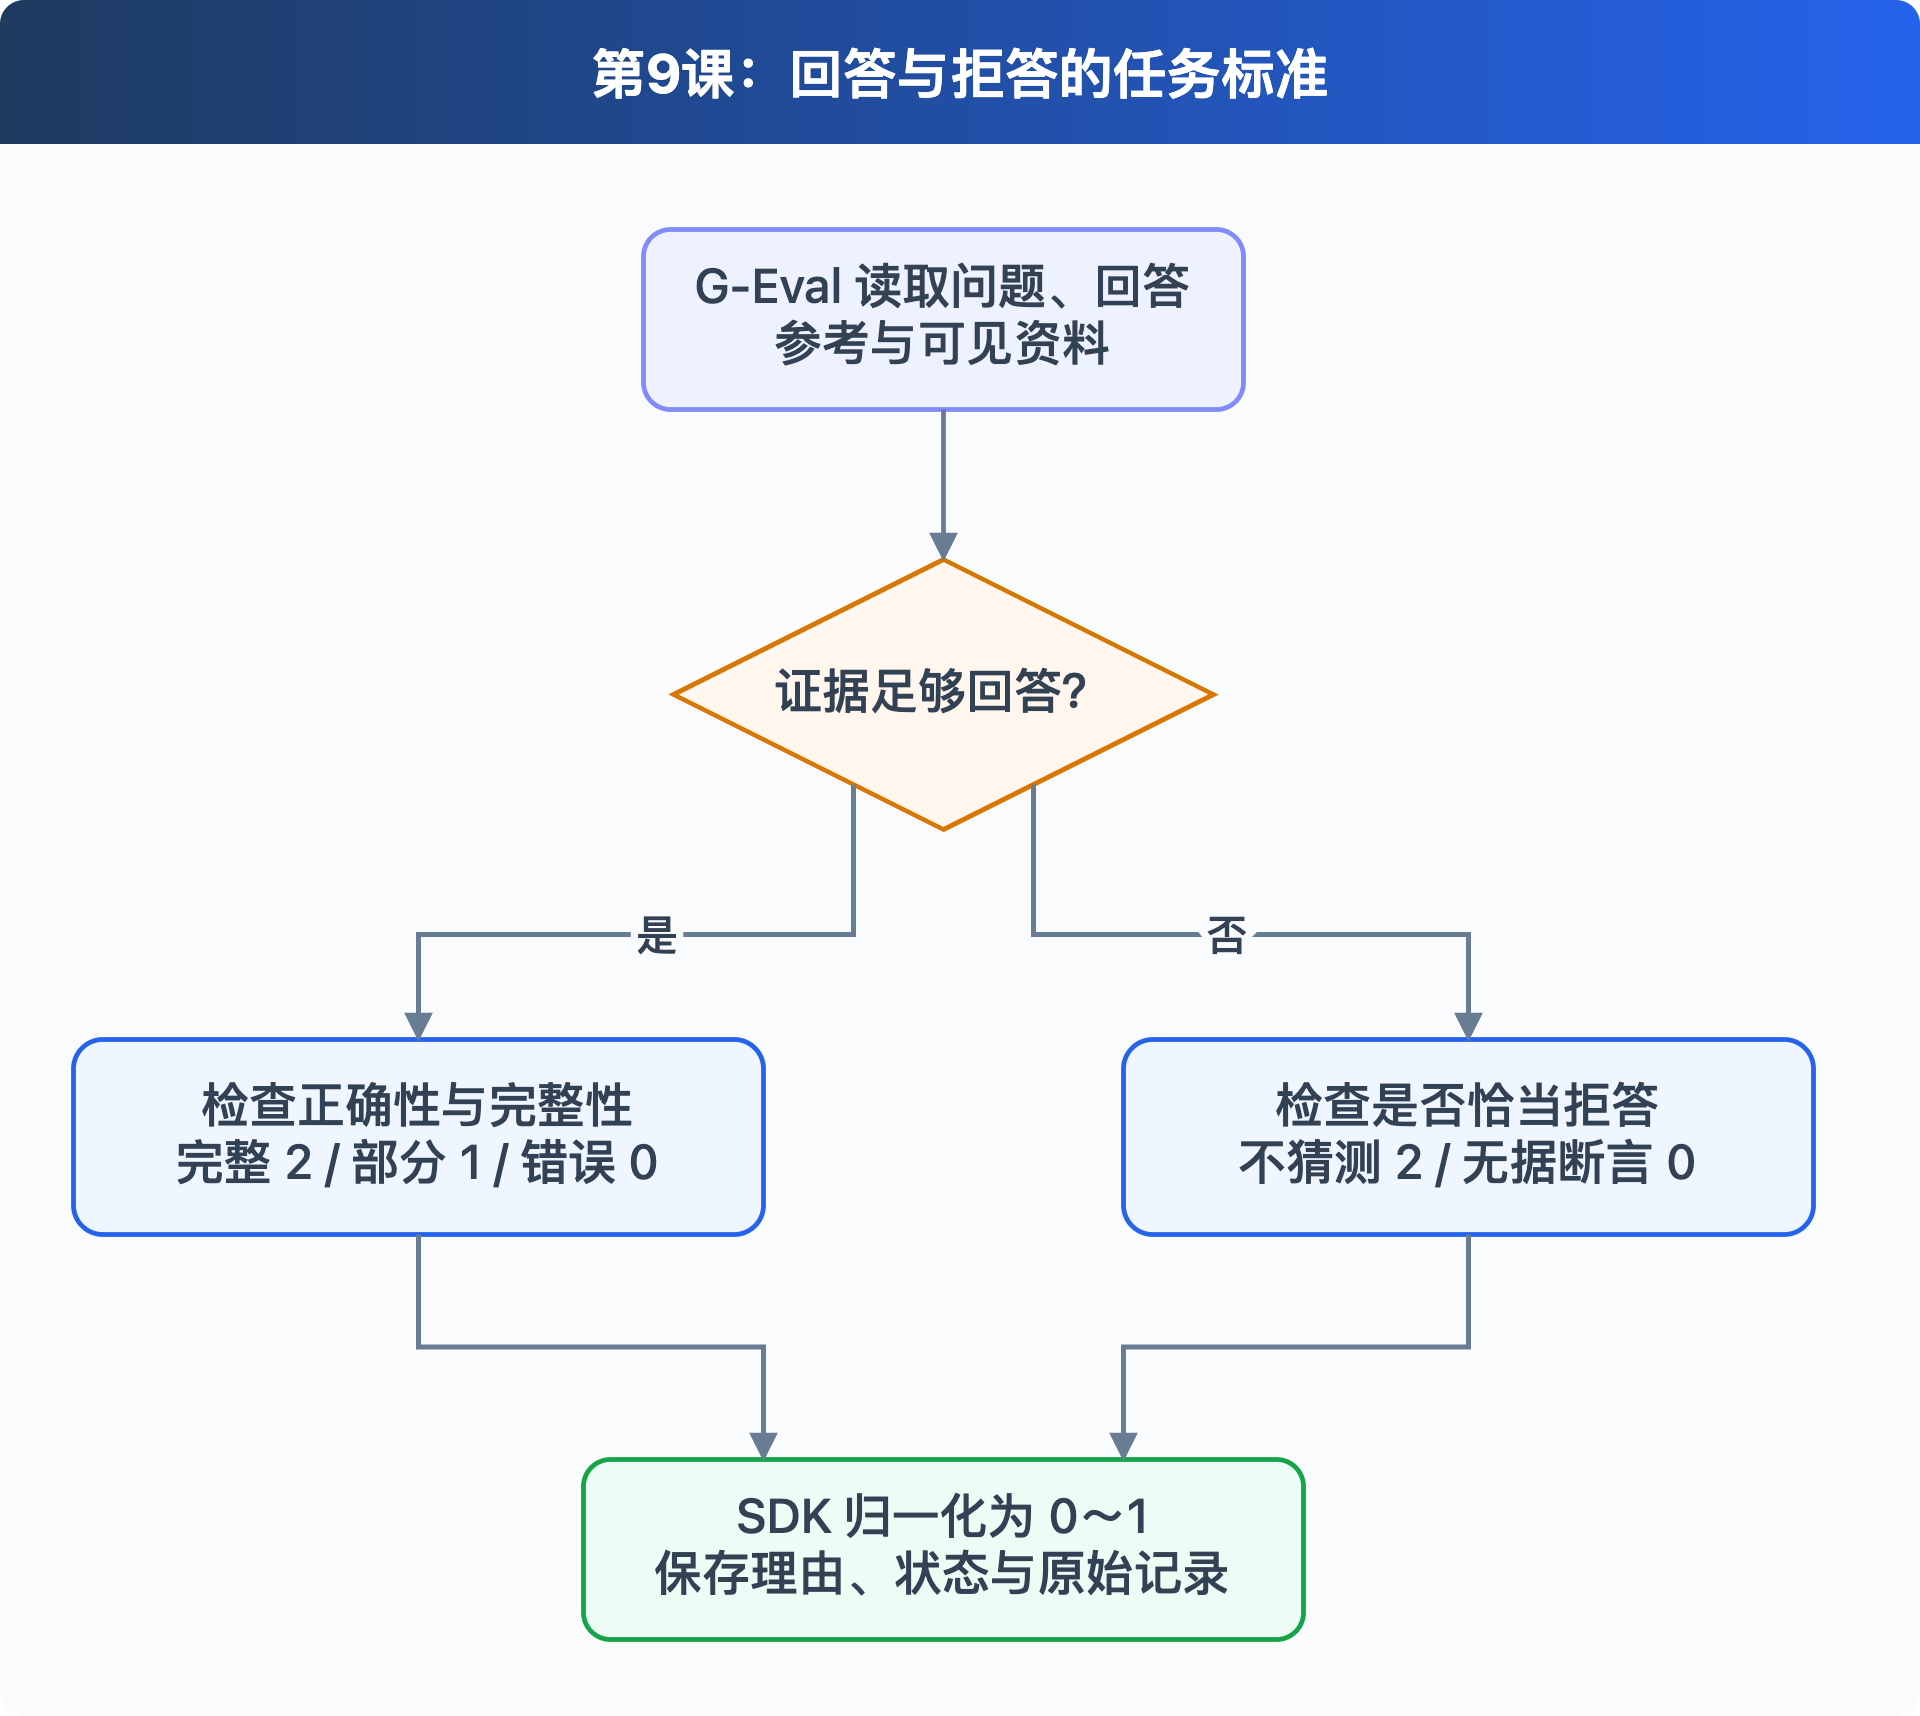 第9课：回答与拒答的任务标准
G-Eval 读取问题、回答
参考与可见资料
证据足够回答?
是
否
检查正确性与完整性
完整 2 / 部分 1 / 错误 0
检查是否恰当拒答
不猜测 2 / 无据断言 0
SDK 归一化为 0～1
保存理由、状态与原始记录